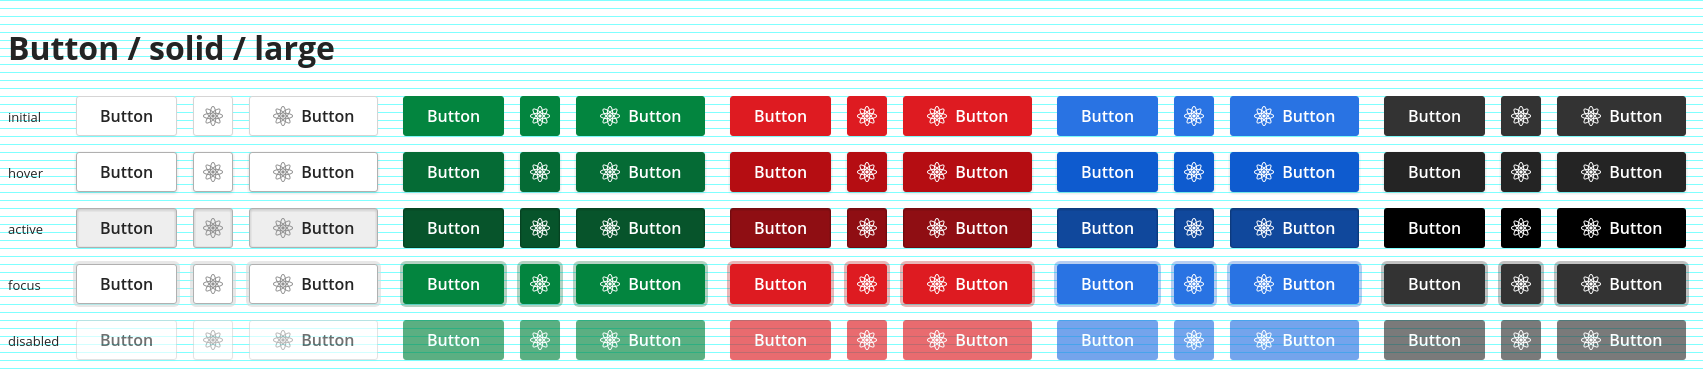 Button / solid / large
initial Button Button Button Button Button Button Button Button Button Button
hover Button Button Button Button Button Button Button Button Button Button
active Button Button Button Button Button Button Button Button Button Button
focus Button Button Button Button Button Button Button Button Button Button
disabled Button Button Button Button Button Button Button Button Button Button